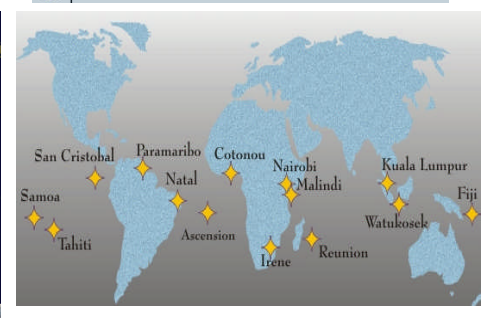 San Cristobal
Paramaribo
Cotonou
Nairobi
Kuala Lumpur
Malindi
Natal
Samoa
Fiji
Watukosek
Tahiti
Ascension
Irene
Reunion